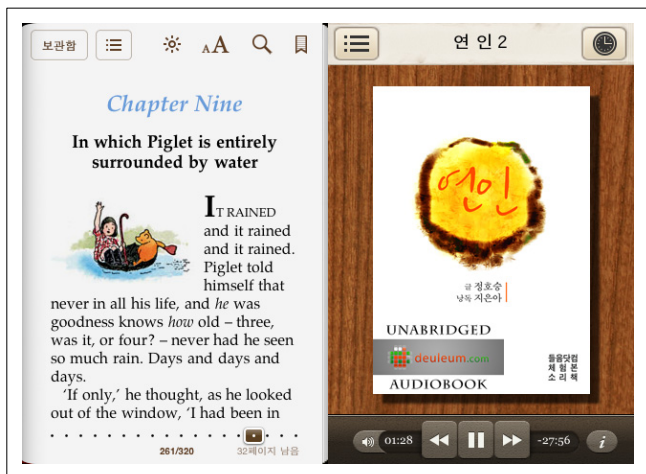 보관함
AA
Chapter Nine
In which Piglet is entirely
surrounded by water
IT RAINED
and it rained
and it rained.
Piglet told
himself that
never in all his life, and he was
goodness knows how old – three,
was it, or four? – never had he seen
so much rain. Days and days and
days.
'If only,' he thought, as he looked
out of the window, 'I had been in
261/320
32페이지 남음
연 인 2
연인
글 정호승
낭독 지은아
UNABRIDGED
deuleum.com
AUDIOBOOK
들음닷컴
체 험 본
소 리 책
01:28
-27:56
i